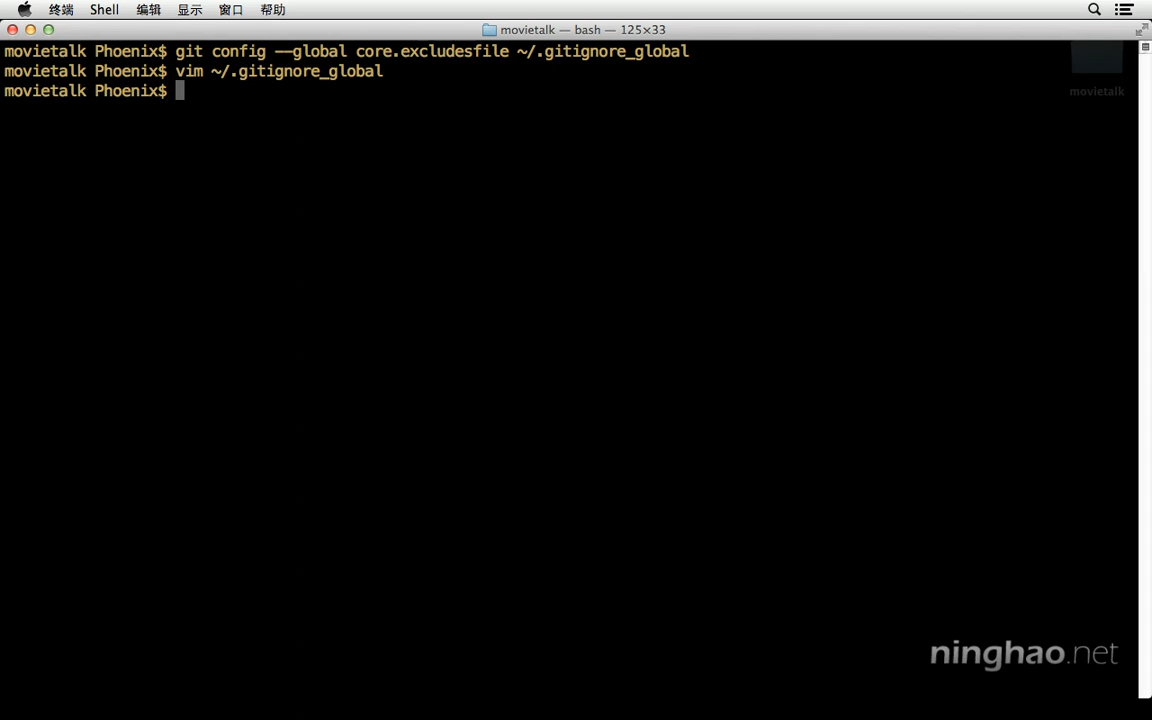 终端 Shell 编辑 显示 窗口 帮助
movietalk — bash — 125×33
movietalk Phoenix$ git config --global core.excludesfile ~/.gitignore_global
movietalk Phoenix$ vim ~/.gitignore_global
movietalk Phoenix$
movietalk
ninghao.net